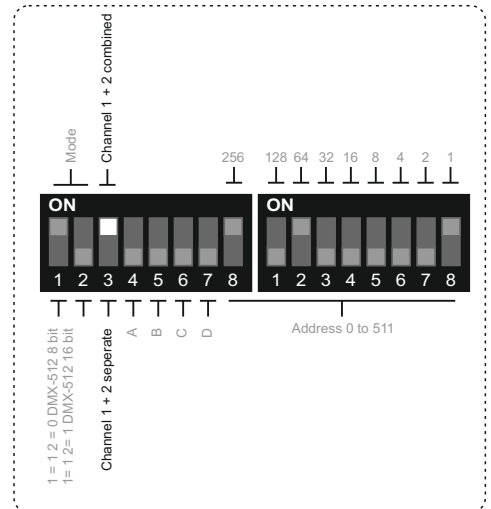 Mode
Channel 1 + 2 combined
256 128 64 32 16 8 4 2 1
ON ON
1 2 3 4 5 6 7 8 1 2 3 4 5 6 7 8
1 = 1 2 = 0 DMX-512 8 bit
1= 1 2= 1 DMX-512 16 bit
Channel 1 + 2 seperate
A
B
C
D
Address 0 to 511